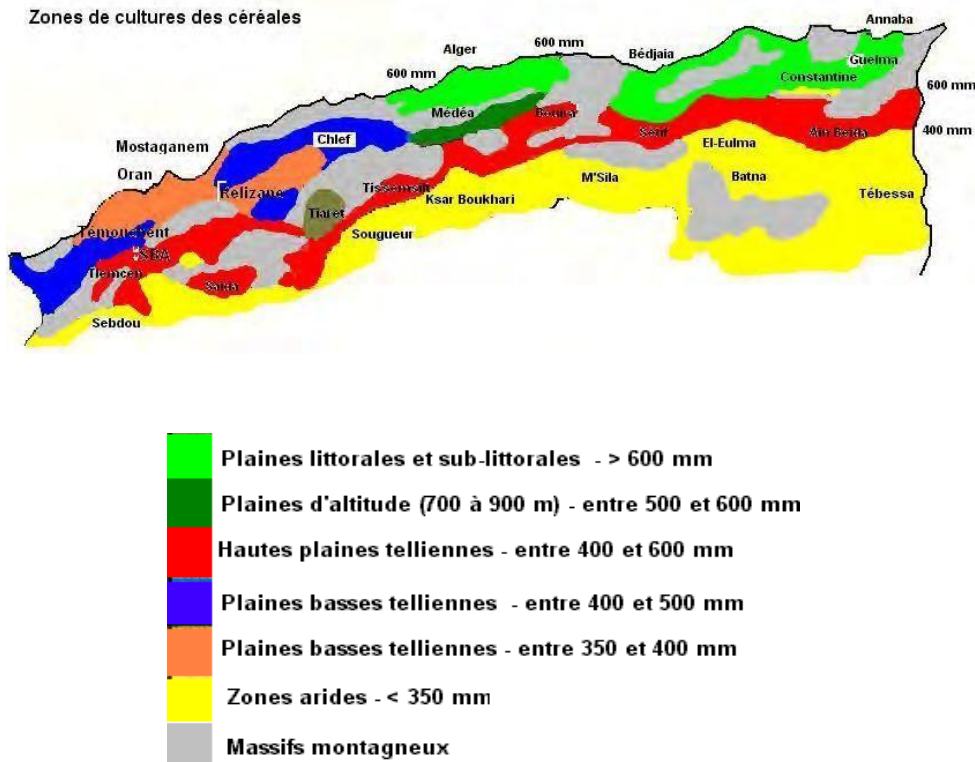 Zones de cultures des céréales
Annaba
600 mm
Alger
Bédjaia
Guelma
600 mm
Constantine
600 mm
Médéa
Bouira
400 mm
Chlef
Sétif
Ain Beida
Mostaganem
El-Eulma
Oran
Tissemsilt
M'Sila
Batna
Relizane
Ksar Boukhari
Tébessa
Tiaret
Témouchent
Sougueur
SBA
Tlemcen
Saida
Sebdou
Plaines littorales et sub-littorales - > 600 mm
Plaines d'altitude (700 à 900 m) - entre 500 et 600 mm
Hautes plaines telliennes - entre 400 et 600 mm
Plaines basses telliennes - entre 400 et 500 mm
Plaines basses telliennes - entre 350 et 400 mm
Zones arides - < 350 mm
Massifs montagneux